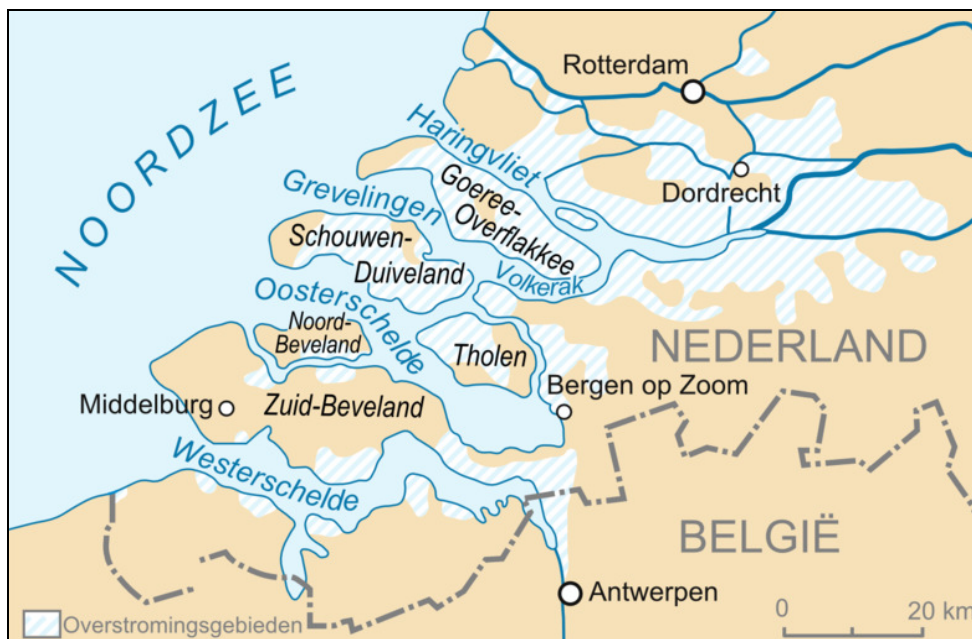 NOORDZEE
Rotterdam
Haringvliet
Dordrecht
Goeree-
Overflakkee
Grevelingen
Schouwen-
Duiveland
Volkerak
Oosterschelde
Noord-
Beveland
Tholen
NEDERLAND
Bergen op Zoom
Middelburg
Zuid-Beveland
Westerschelde
BELGIË
Antwerpen
Overstromingsgebieden
0 20 km